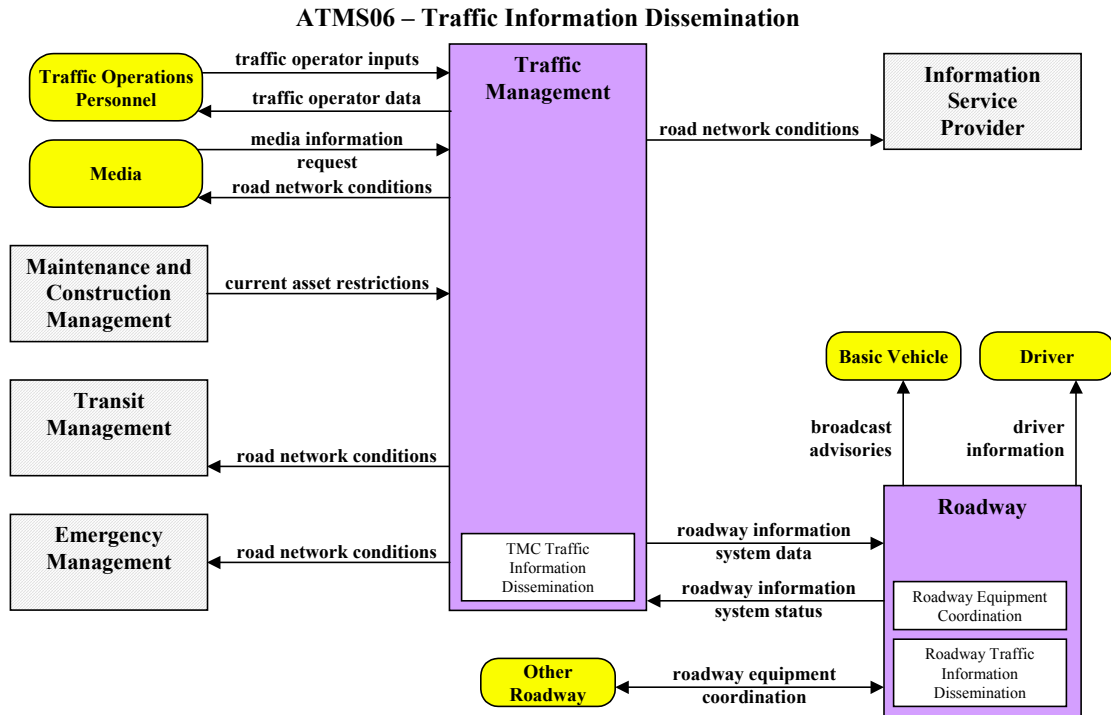 ATMS06 – Traffic Information Dissemination
Traffic Operations
Personnel
traffic operator inputs
traffic operator data
Media
media information
request
road network conditions
Maintenance and
Construction
Management
current asset restrictions
Transit
Management
road network conditions
Emergency
Management
road network conditions
Traffic
Management
TMC Traffic
Information
Dissemination
road network conditions
Information
Service
Provider
Basic Vehicle
Driver
broadcast
advisories
driver
information
Roadway
roadway information
system data
roadway information
system status
Roadway Equipment
Coordination
Roadway Traffic
Information
Dissemination
Other
Roadway
roadway equipment
coordination